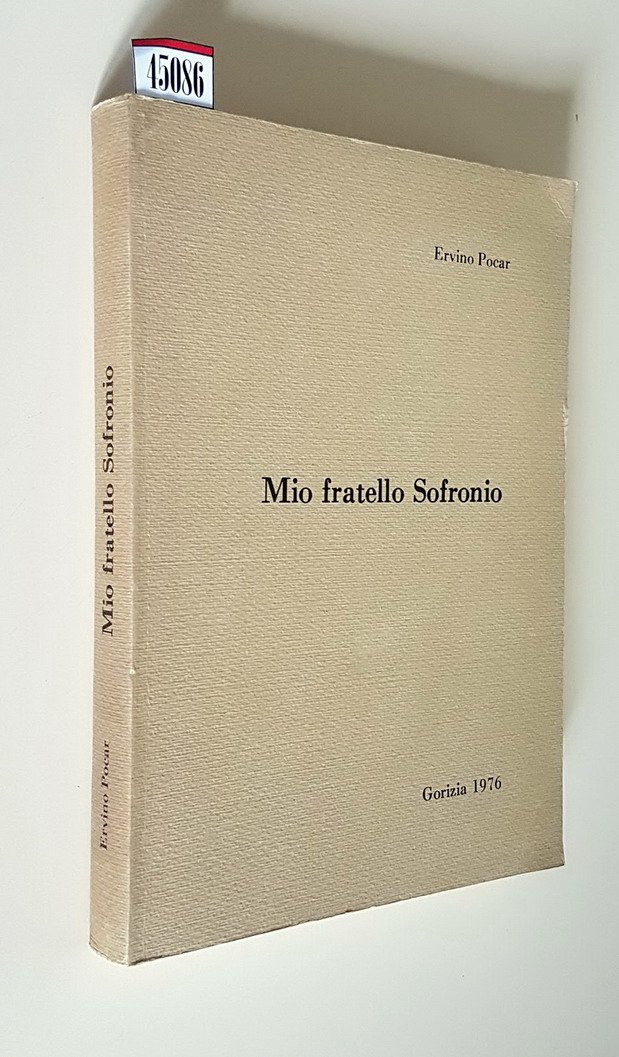 45086
Ervino Pocar
Mio fratello Sofronio
Gorizia 1976
Mio fratello Sofronio
Ervino Pocar